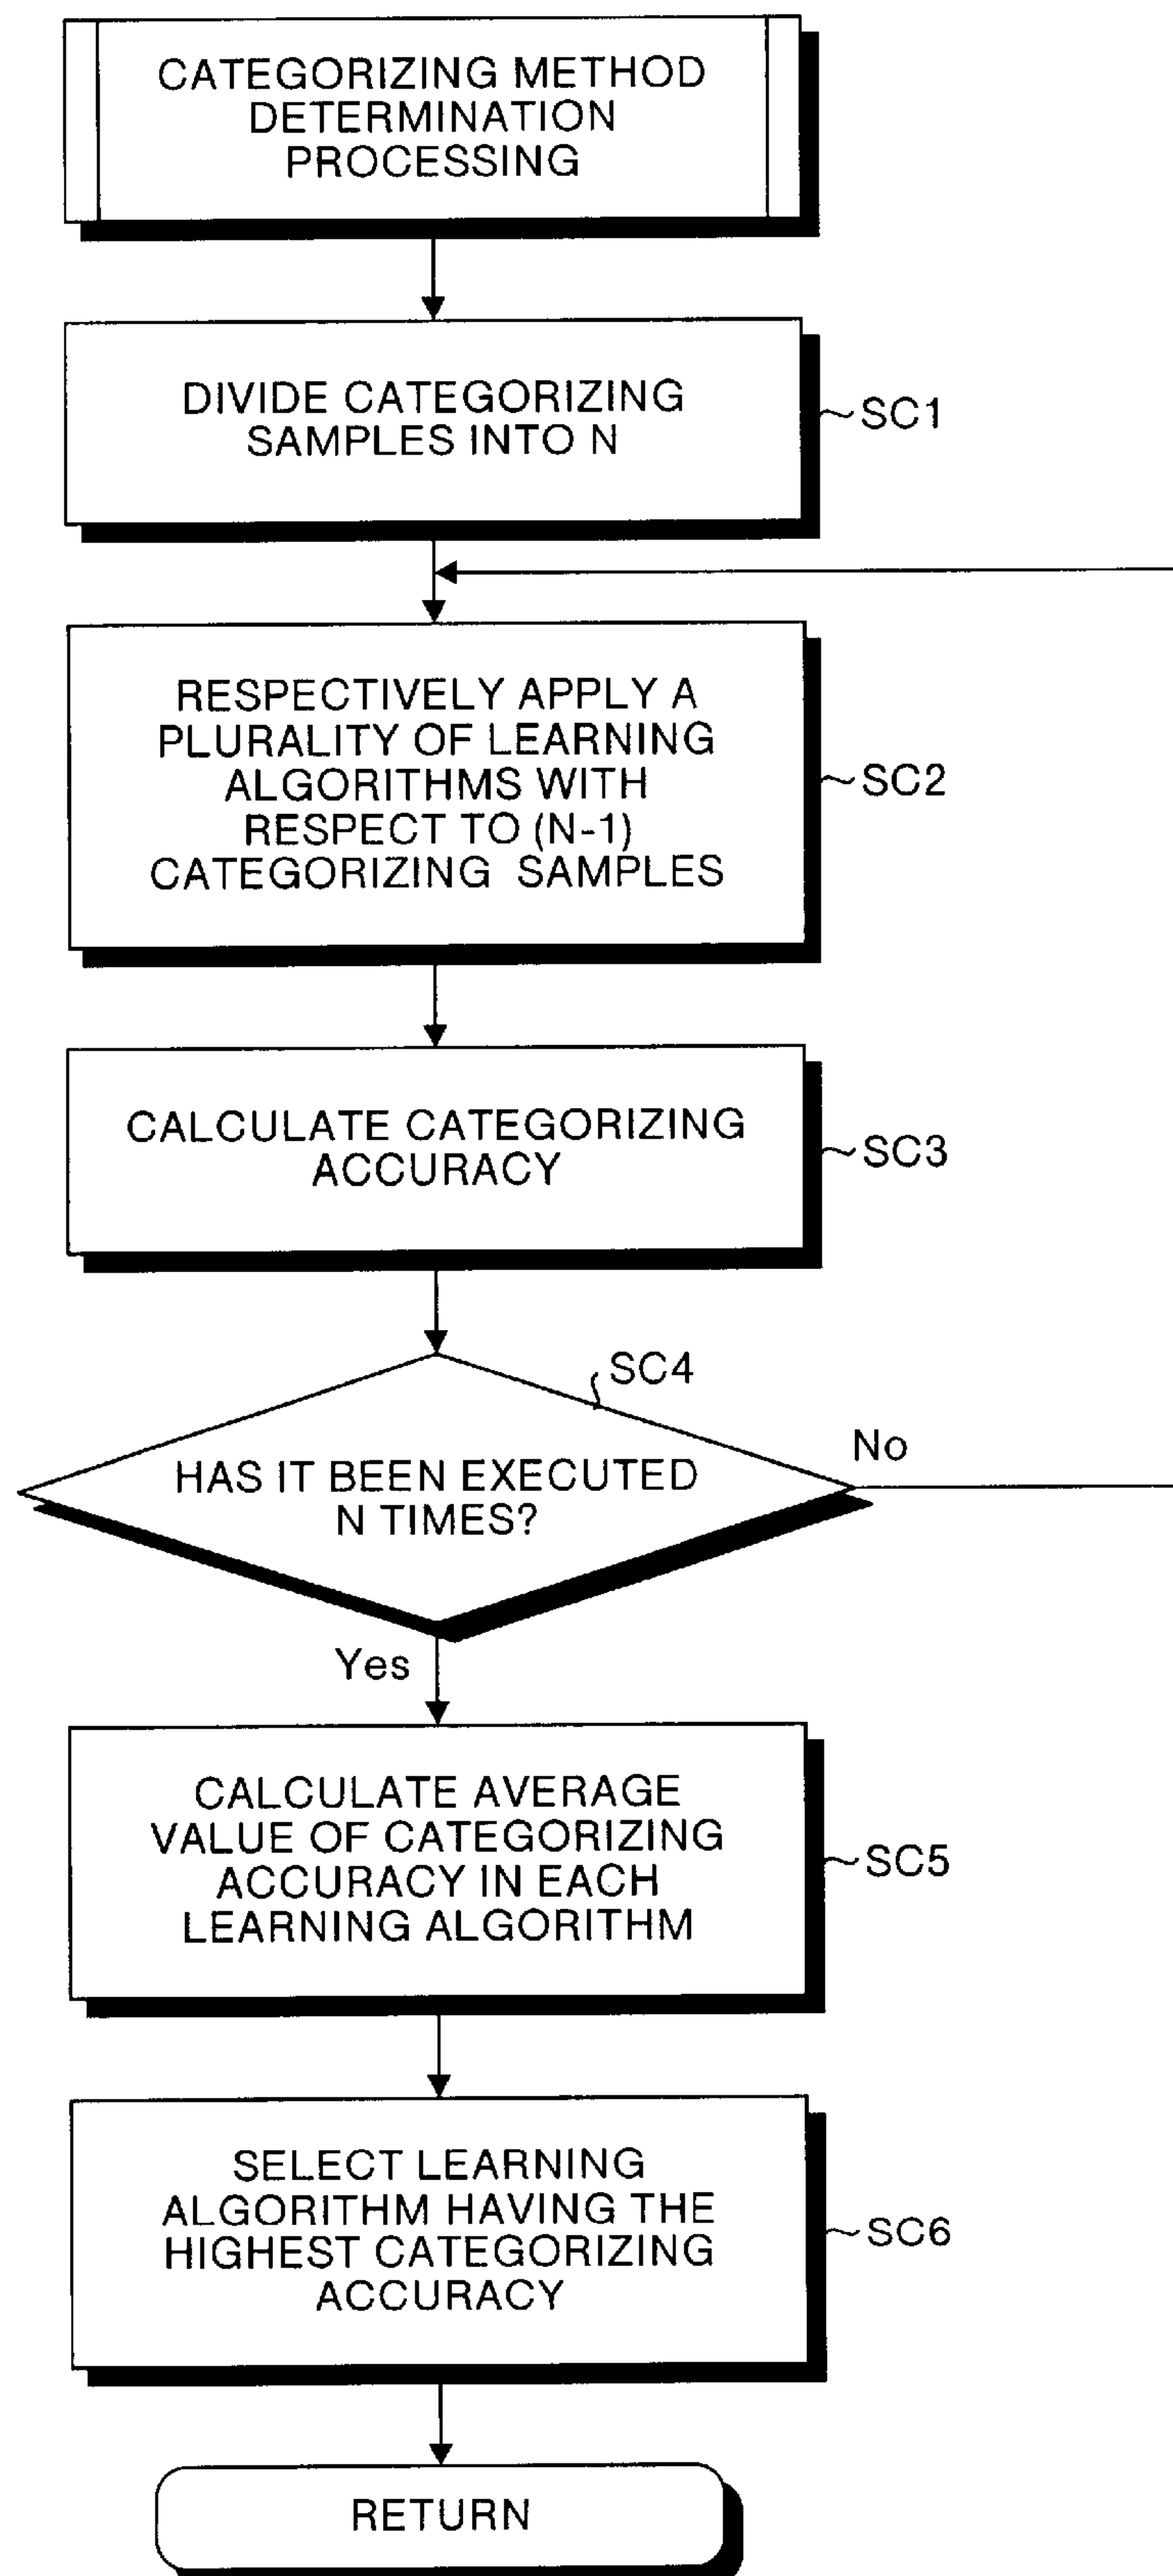 CATEGORIZING METHOD
DETERMINATION
PROCESSING
DIVIDE CATEGORIZING
SAMPLES INTO N
SC1
RESPECTIVELY APPLY A
PLURALITY OF LEARNING
ALGORITHMS WITH
RESPECT TO (N-1)
CATEGORIZING SAMPLES
SC2
CALCULATE CATEGORIZING
ACCURACY
SC3
SC4
HAS IT BEEN EXECUTED
N TIMES?
No
Yes
CALCULATE AVERAGE
VALUE OF CATEGORIZING
ACCURACY IN EACH
LEARNING ALGORITHM
SC5
SELECT LEARNING
ALGORITHM HAVING THE
HIGHEST CATEGORIZING
ACCURACY
SC6
RETURN